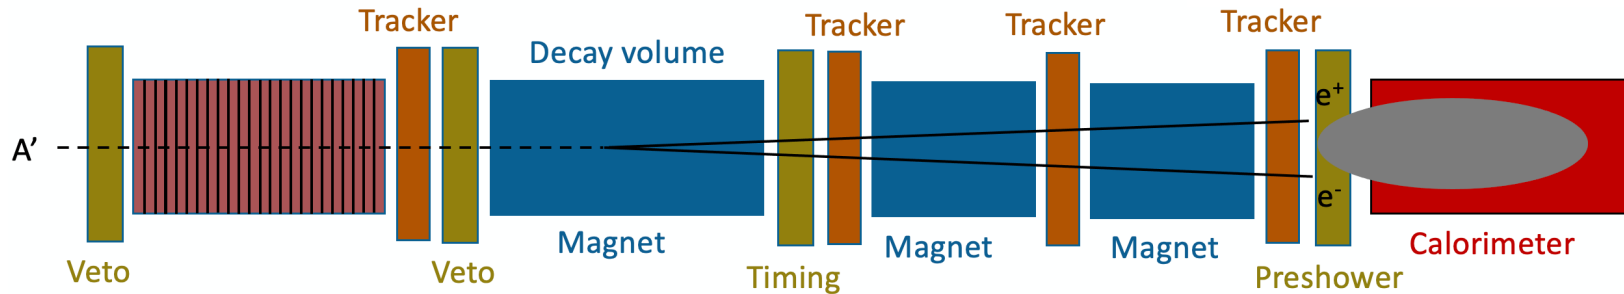 Tracker
Tracker
Tracker
Tracker
Decay volume
A’
e⁺
e⁻
Veto
Veto
Magnet
Timing
Magnet
Magnet
Preshower
Calorimeter